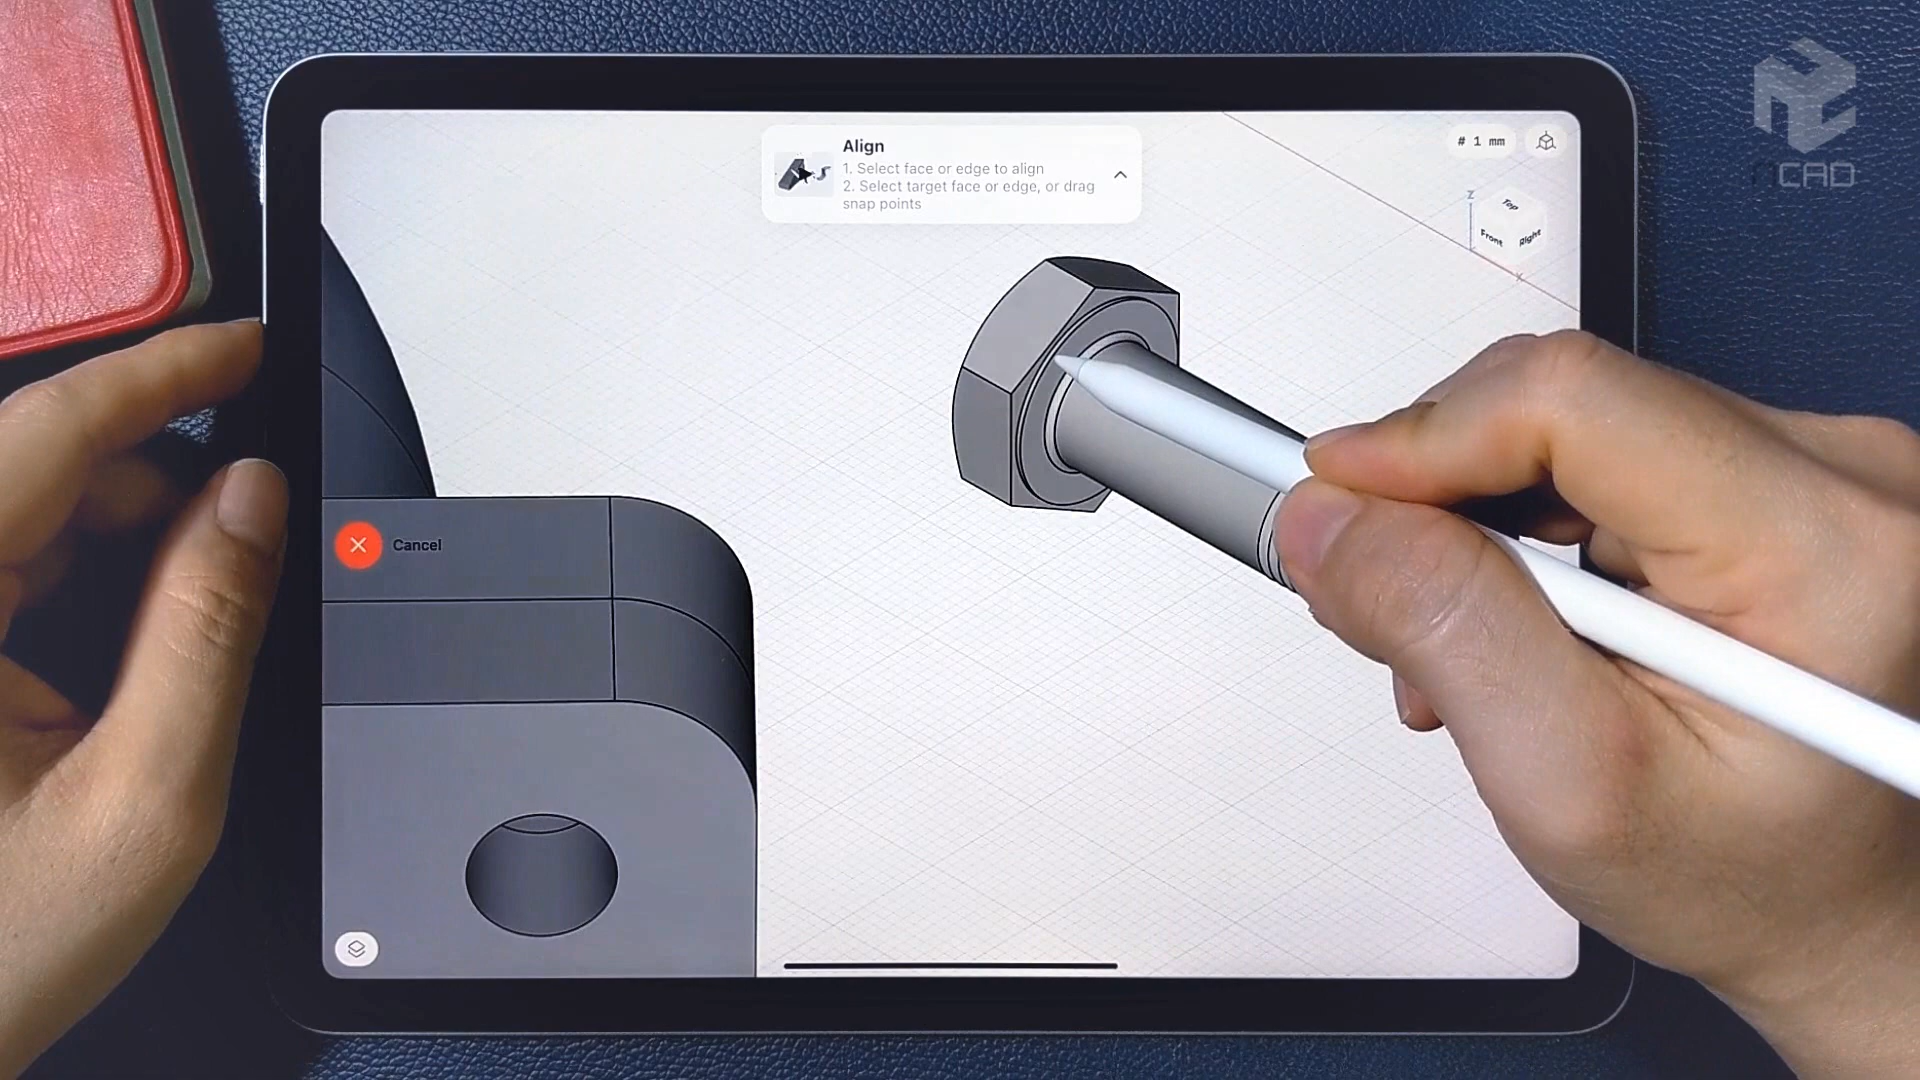 Align
1. Select face or edge to align
2. Select target face or edge, or drag
snap points
# 1 mm
Z
Top
Front
Right
X
Cancel
CAD